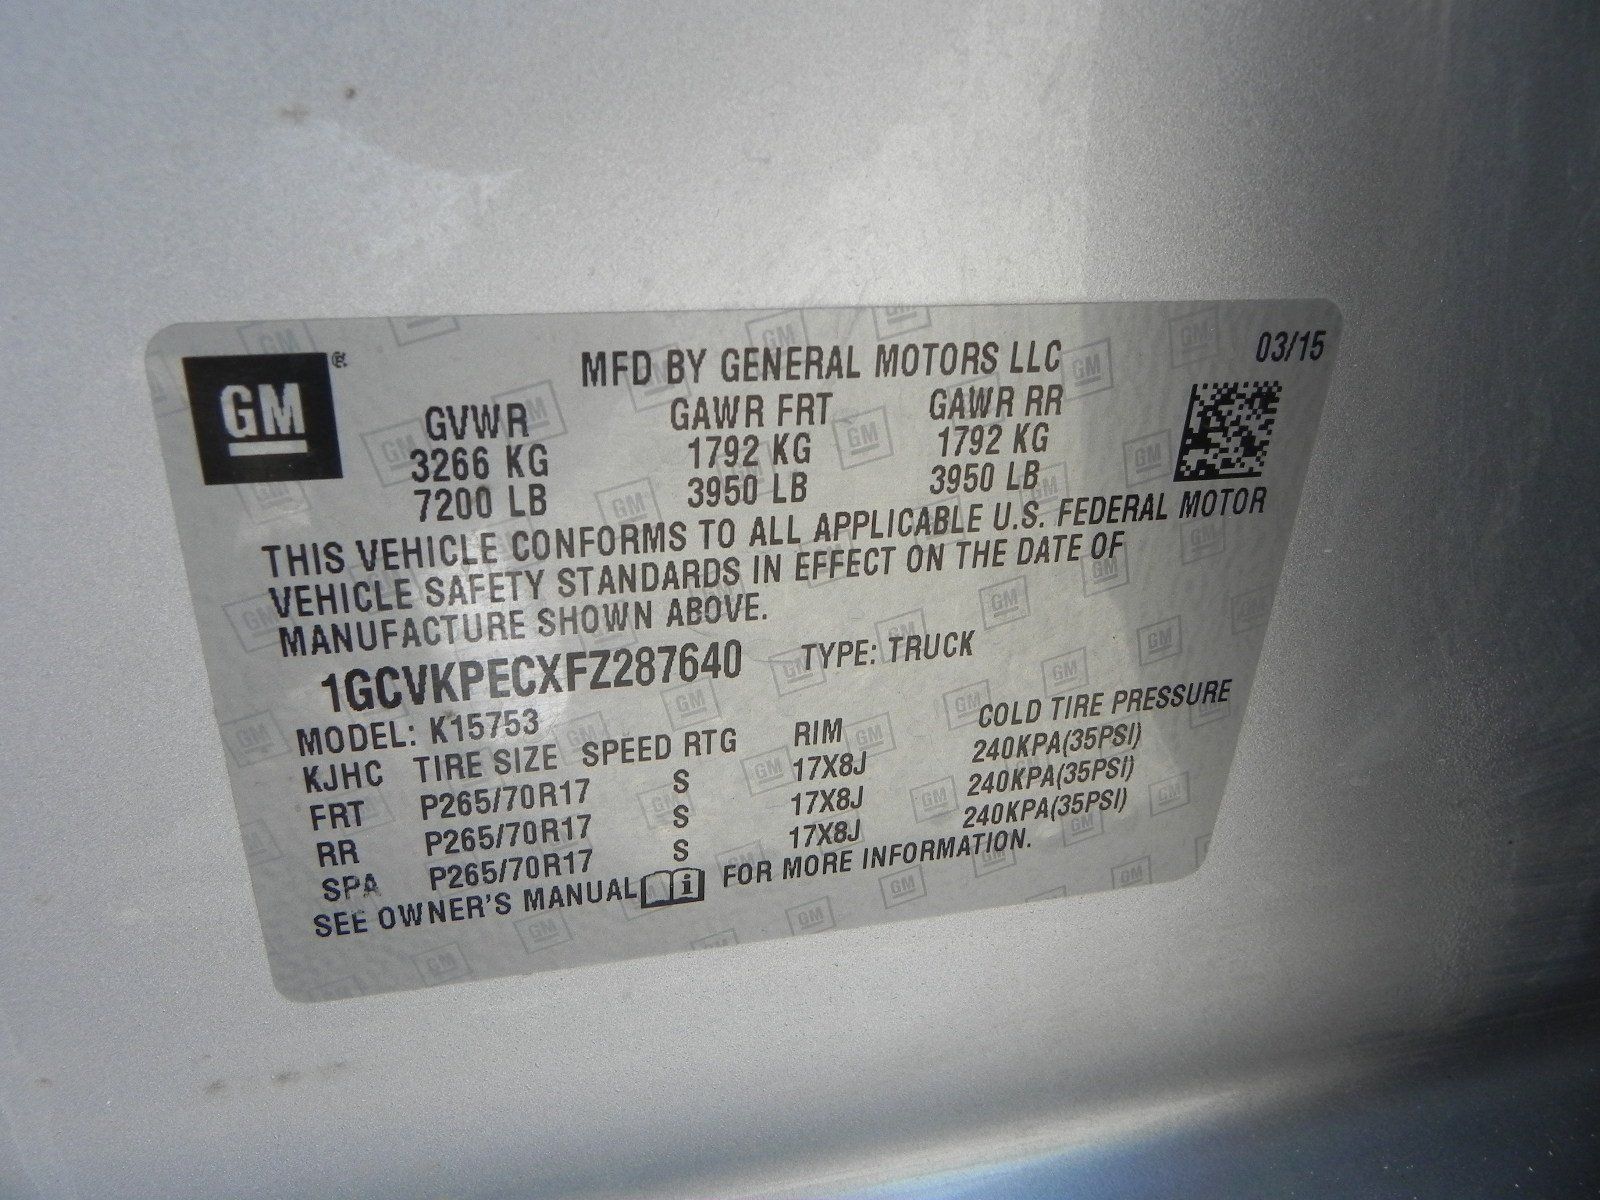 GM®
MFD BY GENERAL MOTORS LLC 03/15
GVWR GAWR FRT GAWR RR
3266 KG 1792 KG 1792 KG
7200 LB 3950 LB 3950 LB
THIS VEHICLE CONFORMS TO ALL APPLICABLE U.S. FEDERAL MOTOR
VEHICLE SAFETY STANDARDS IN EFFECT ON THE DATE OF
MANUFACTURE SHOWN ABOVE.
1GCVKPECXFZ287640 TYPE: TRUCK
MODEL: K15753
KJHC TIRE SIZE SPEED RTG RIM COLD TIRE PRESSURE
FRT P265/70R17 S 17X8J 240KPA(35PSI)
RR P265/70R17 S 17X8J 240KPA(35PSI)
SPA P265/70R17 S 17X8J 240KPA(35PSI)
SEE OWNER'S MANUAL i FOR MORE INFORMATION.